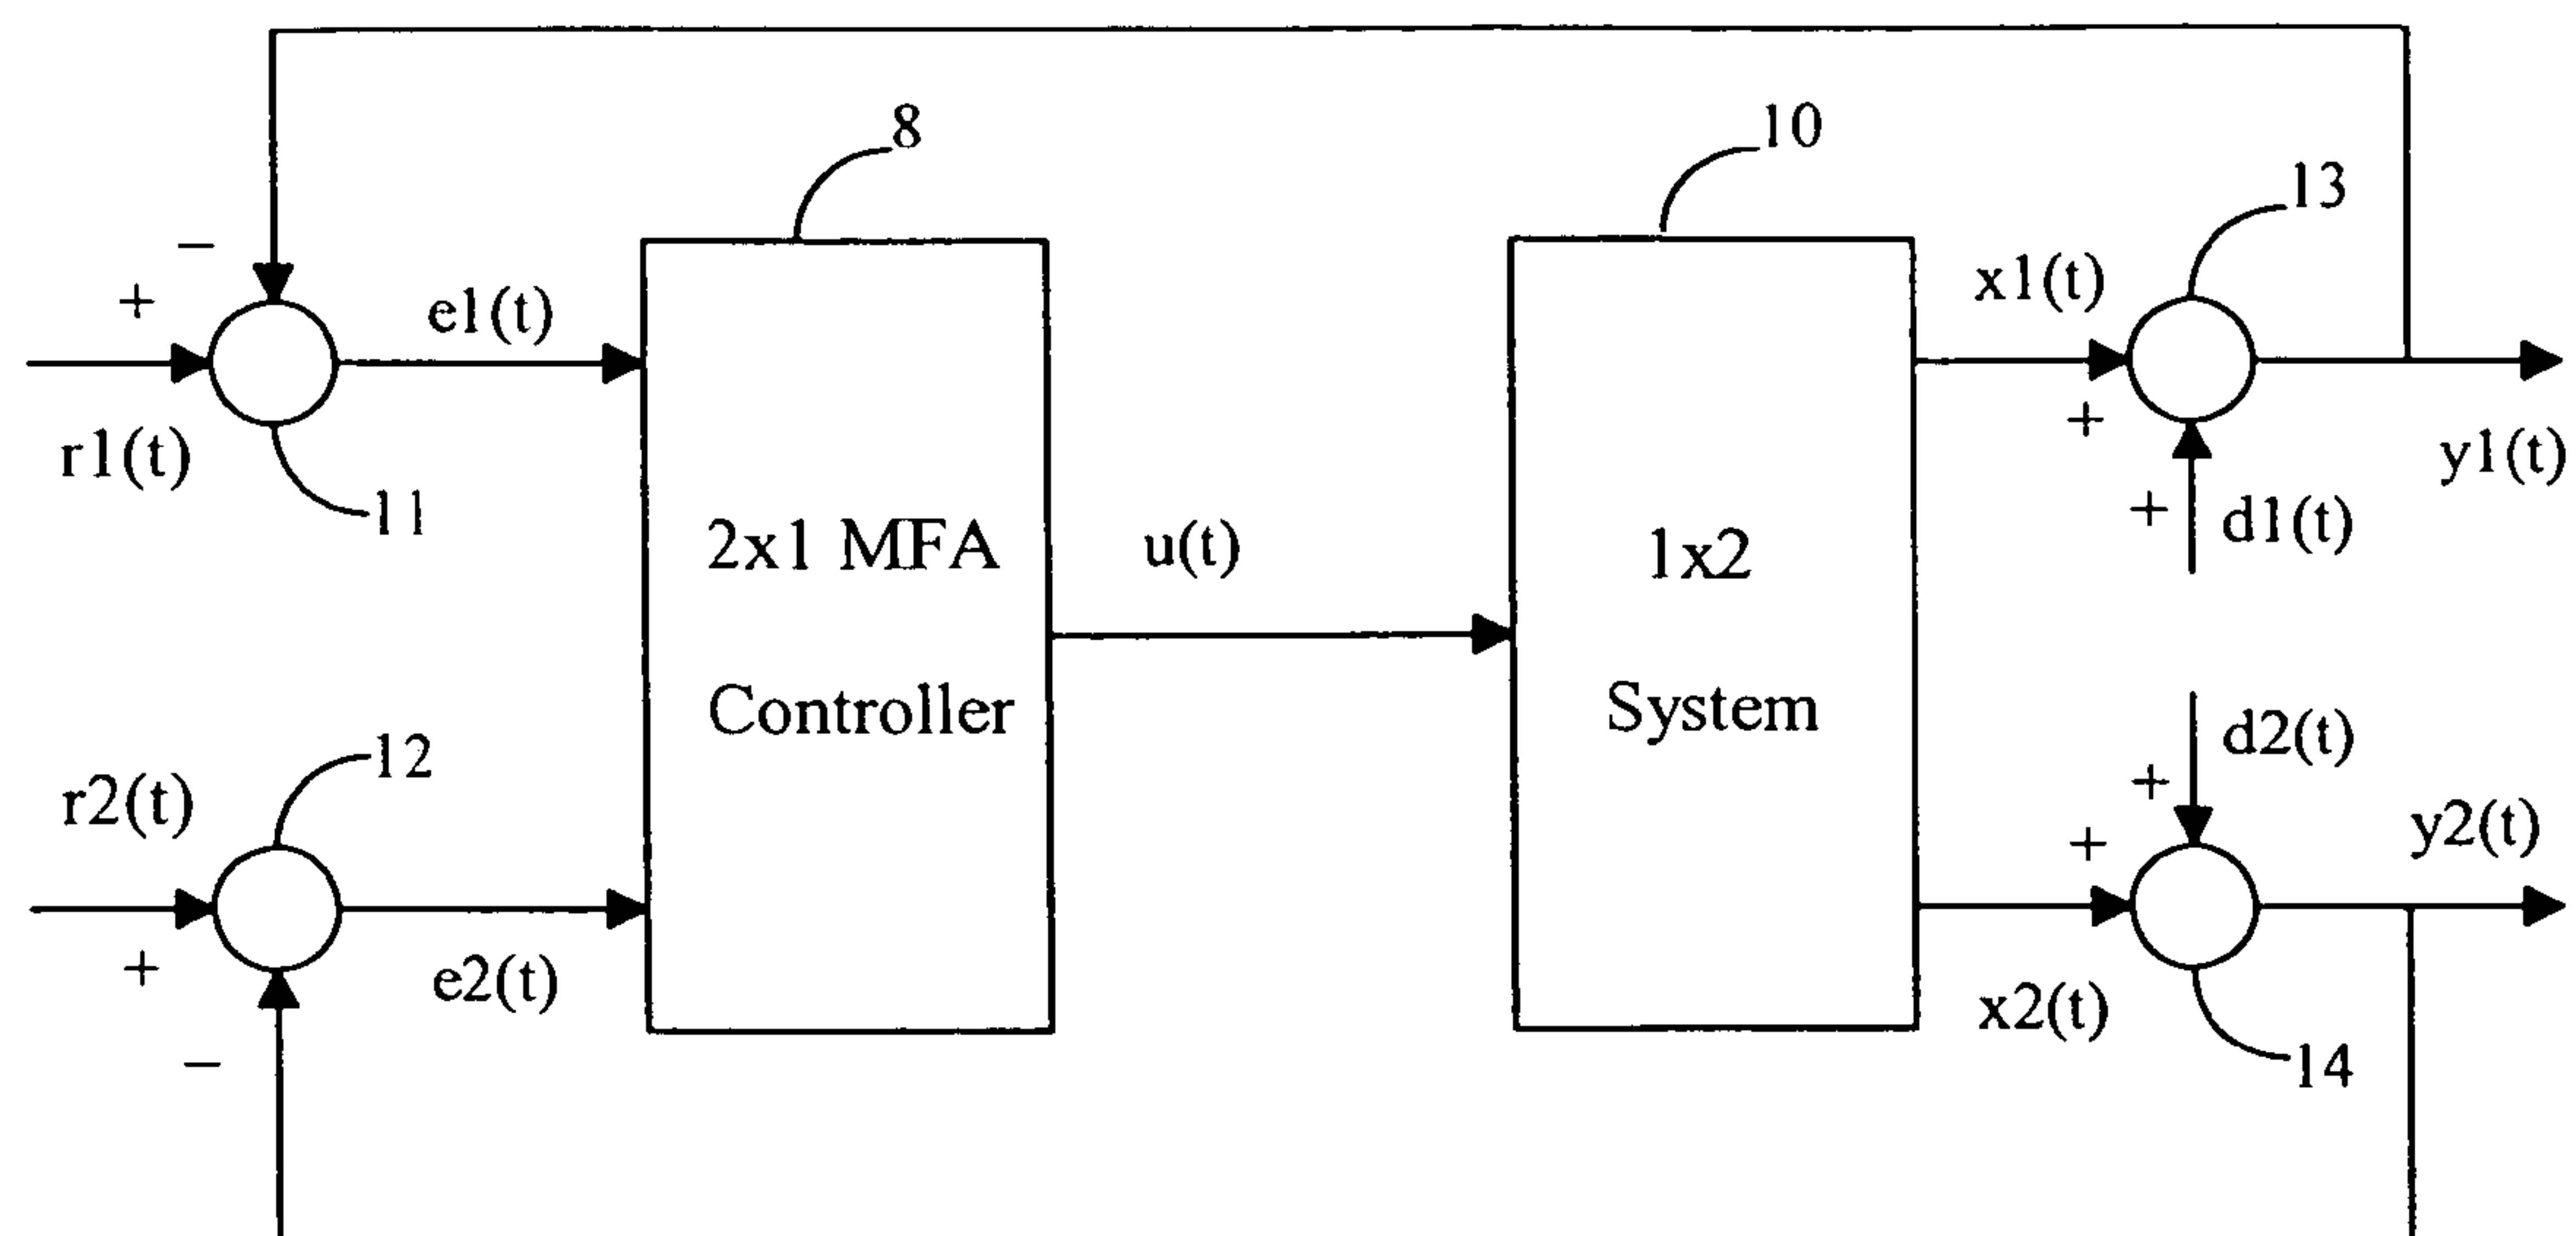 8
10
13
−
+
e1(t)
x1(t)
+
r1(t)
11
y1(t)
+
d1(t)
2x1 MFA
Controller
u(t)
1x2
System
12
r2(t)
d2(t)
+
+
y2(t)
+
e2(t)
x2(t)
−
14